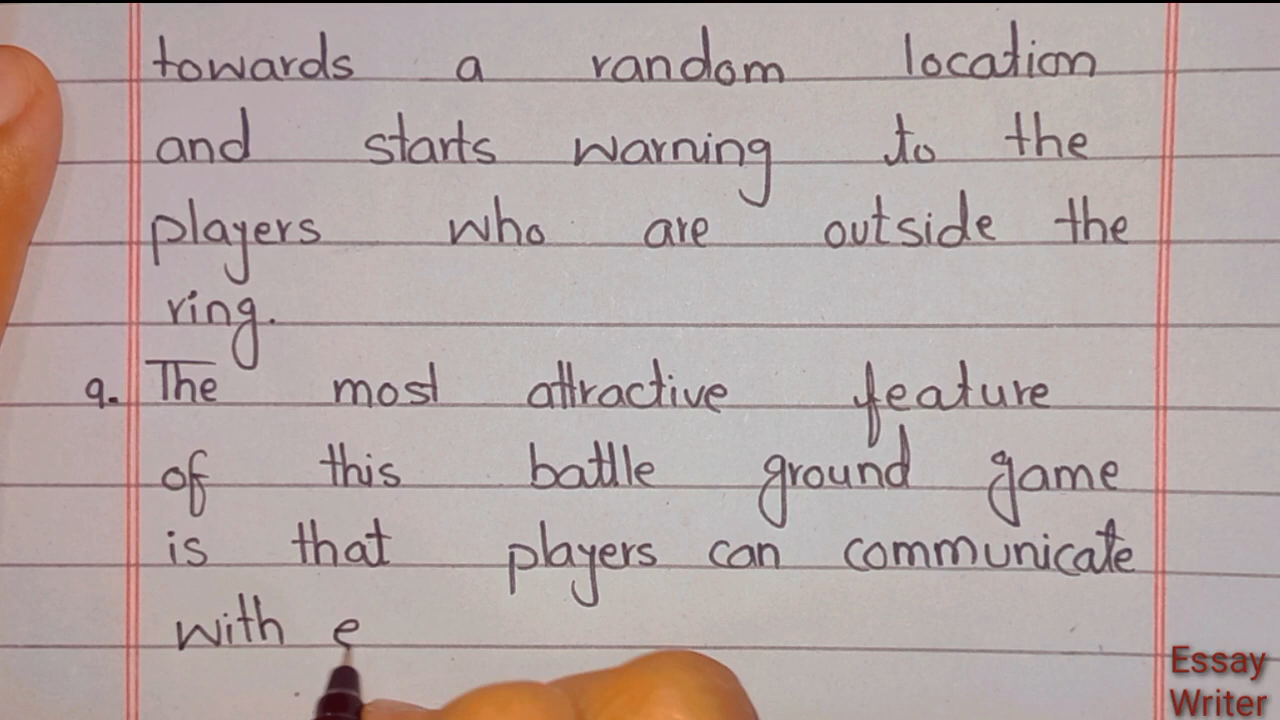 towards a random location
and starts warning to the
players who are outside the
ring.
9. The most attractive feature
of this battle ground game
is that players can communicate
with e
Essay
Writer